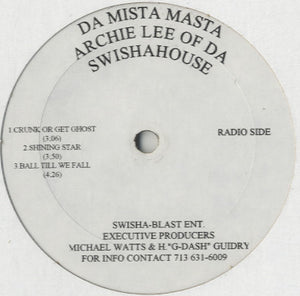 DA MISTA MASTA
ARCHIE LEE OF DA
SWISHAHOUSE
1.CRUNK OR GET GHOST
(3:06)
2.SHINING STAR
(3:50)
3.BALL TILL WE FALL
(4:26)
RADIO SIDE
SWISHA-BLAST ENT.
EXECUTIVE PRODUCERS
MICHAEL WATTS & H."G-DASH" GUIDRY
FOR INFO CONTACT 713 631-6009